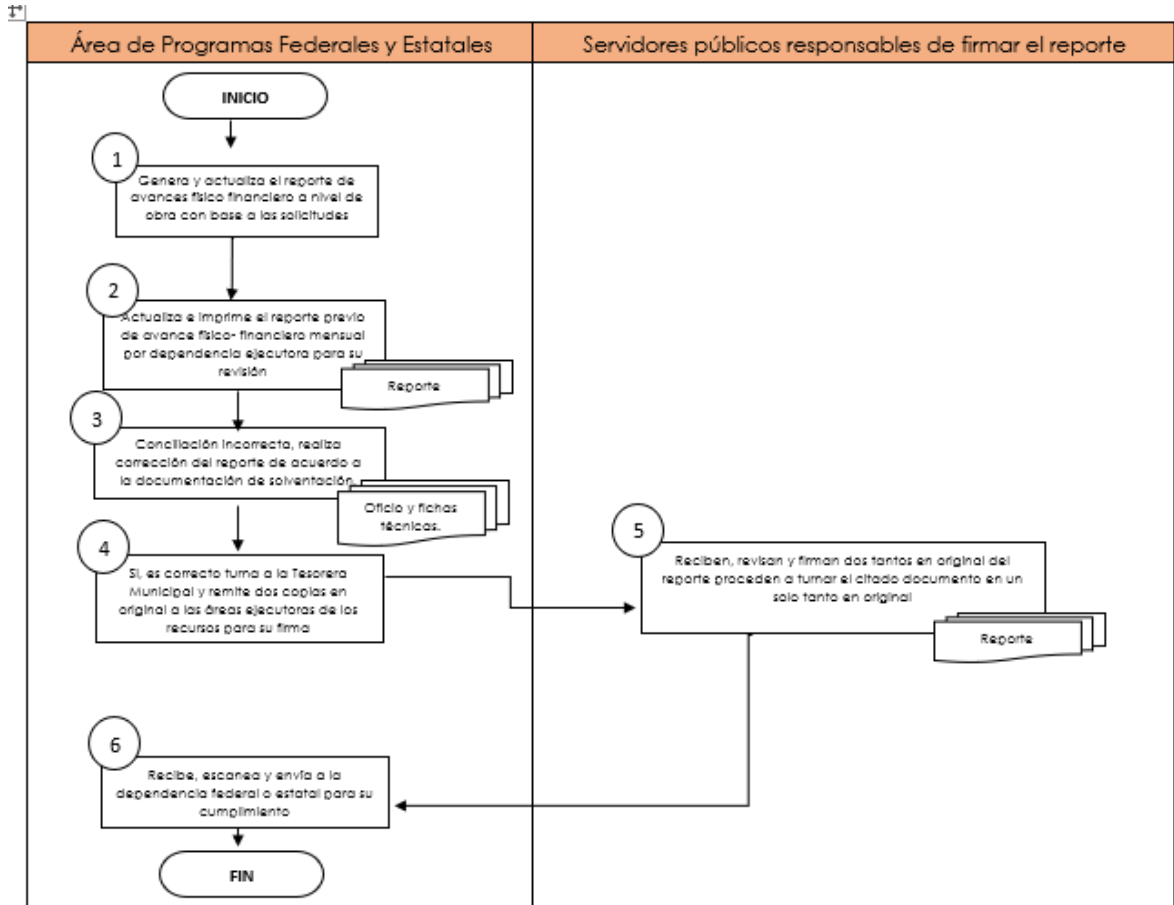 Área de Programas Federales y Estatales
Servidores públicos responsables de firmar el reporte
INICIO
1
Genera y actualiza el reporte de
avances físico financiero a nivel de
obra con base a las solicitudes
2
Actualiza e imprime el reporte previo
de avance físico- financiero mensual
por dependencia ejecutora para su
revisión
Reporte
3
Conciliación incorrecta, realiza
corrección del reporte de acuerdo a
la documentación de solventación.
Oficio y fichas
técnicas.
4
Si, es correcto turna a la Tesorera
Municipal y remite dos copias en
original a las áreas ejecutoras de los
recursos para su firma
5
Reciben, revisan y firman dos tantos en original del
reporte proceden a turnar el citado documento en un
solo tanto en original
Reporte
6
Recibe, escanea y envía a la
dependencia federal o estatal para su
cumplimiento
FIN